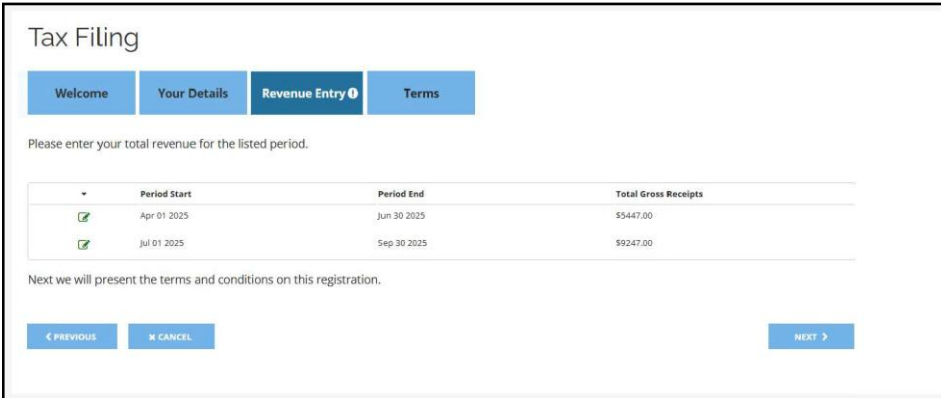 Tax Filing
Welcome Your Details Revenue Entry Terms
Please enter your total revenue for the listed period.
Period Start Period End Total Gross Receipts
Apr 01 2025 Jun 30 2025 $5447.00
Jul 01 2025 Sep 30 2025 $9247.00
Next we will present the terms and conditions on this registration.
PREVIOUS CANCEL NEXT